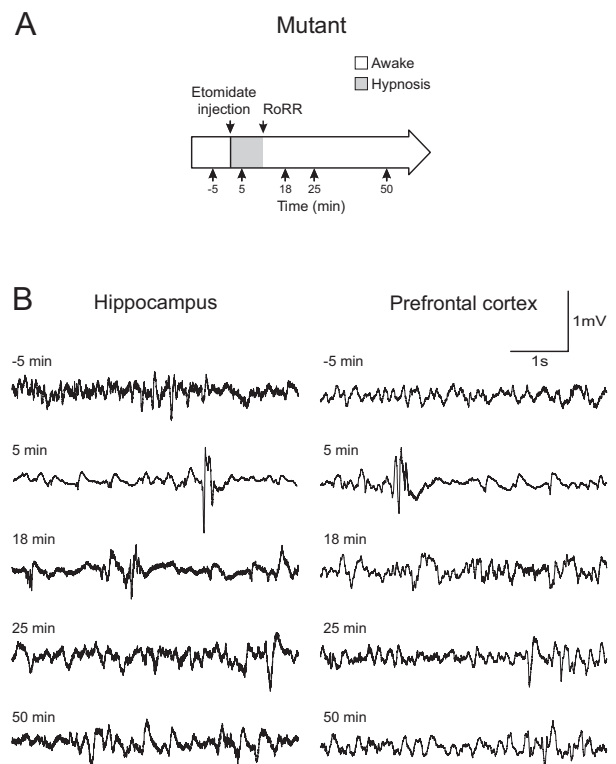 A
Mutant
Awake
Hypnosis
Etomidate
injection
RoRR
-5 5 18 25 50
Time (min)
B
Hippocampus
Prefrontal cortex
1mV
1s
-5 min
-5 min
5 min
5 min
18 min
18 min
25 min
25 min
50 min
50 min